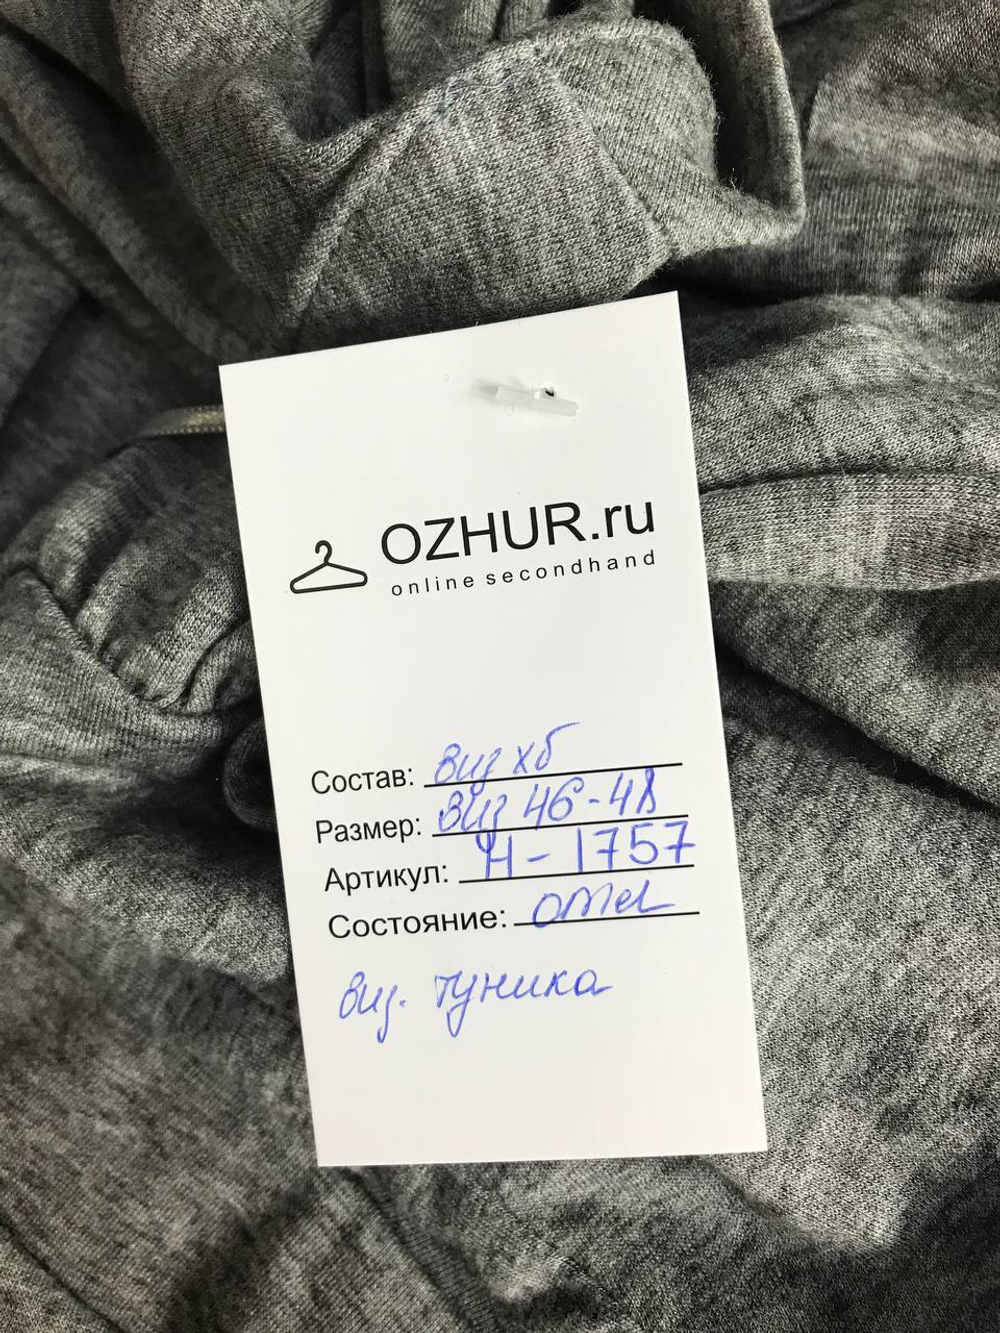 OZHUR.ru
online secondhand
Состав: виз хб
Размер: виз 46-48
Артикул: Н-1757
Состояние: отл
виз. туника